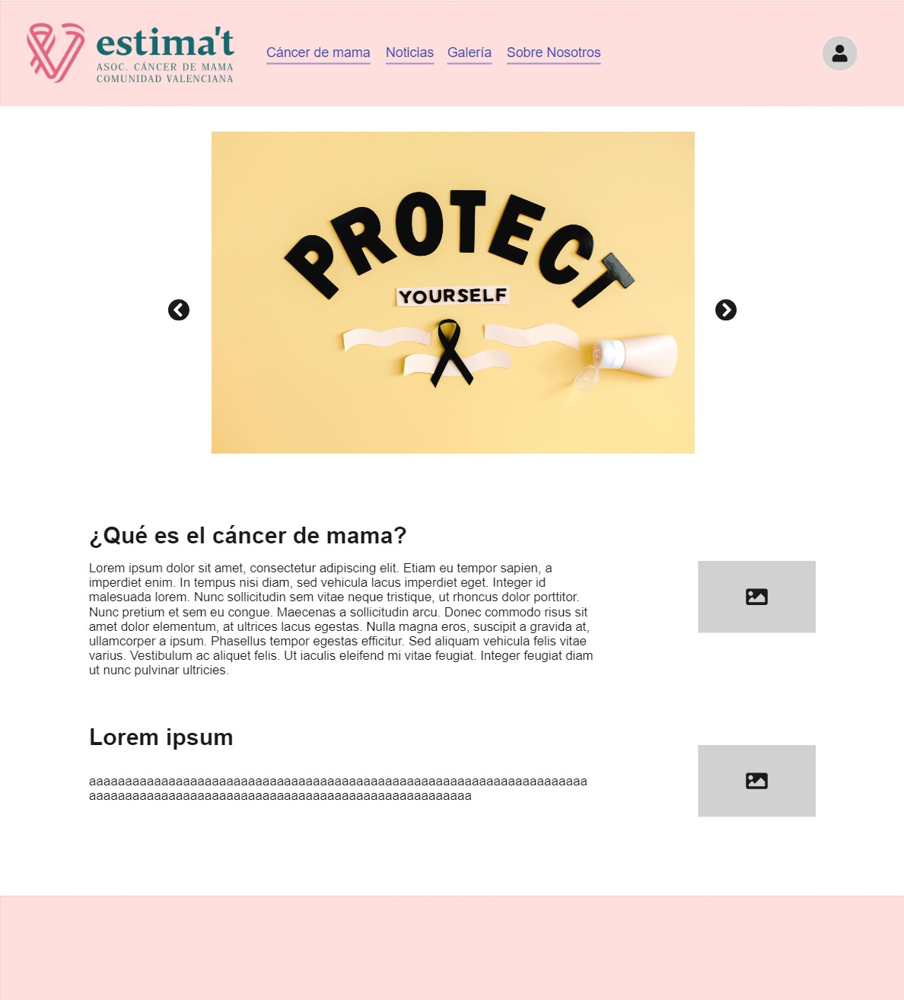 estima't
ASOC. CÁNCER DE MAMA
COMUNIDAD VALENCIANA
Cáncer de mama Noticias Galería Sobre Nosotros
PROTECT
YOURSELF
¿Qué es el cáncer de mama?
Lorem ipsum dolor sit amet, consectetur adipiscing elit. Etiam eu tempor sapien, a
imperdiet enim. In tempus nisi diam, sed vehicula lacus imperdiet eget. Integer id
malesuada lorem. Nunc sollicitudin sem vitae neque tristique, ut rhoncus dolor porttitor.
Nunc pretium et sem eu congue. Maecenas a sollicitudin arcu. Donec commodo risus sit
amet dolor elementum, at ultrices lacus egestas. Nulla magna eros, suscipit a gravida at,
ullamcorper a ipsum. Phasellus tempor egestas efficitur. Sed aliquam vehicula felis vitae
varius. Vestibulum ac aliquet felis. Ut iaculis eleifend mi vitae feugiat. Integer feugiat diam
ut nunc pulvinar ultricies.
Lorem ipsum
aaaaaaaaaaaaaaaaaaaaaaaaaaaaaaaaaaaaaaaaaaaaaaaaaaaaaaaaaaaaaaaaaaaaa
aaaaaaaaaaaaaaaaaaaaaaaaaaaaaaaaaaaaaaaaaaaaaaaaaaaaa